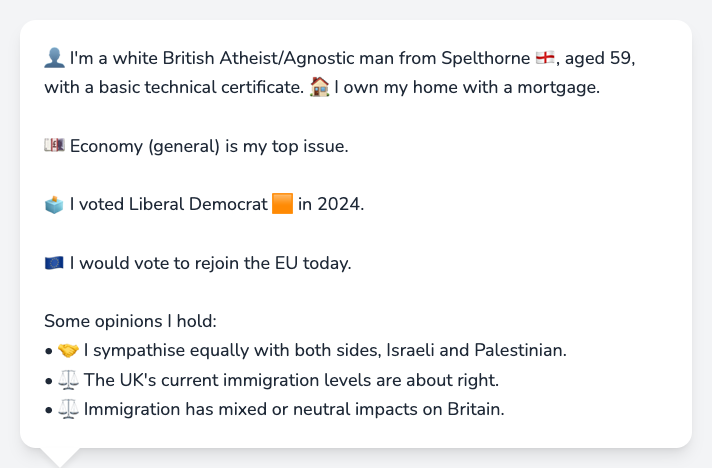 👤 I'm a white British Atheist/Agnostic man from Spelthorne 🏴󠁧󠁢󠁥󠁮󠁧󠁿, aged 59,
with a basic technical certificate. 🏠 I own my home with a mortgage.
💷 Economy (general) is my top issue.
🗳️ I voted Liberal Democrat 🟧 in 2024.
🇪🇺 I would vote to rejoin the EU today.
Some opinions I hold:
• 🤝 I sympathise equally with both sides, Israeli and Palestinian.
• ⚖️ The UK's current immigration levels are about right.
• ⚖️ Immigration has mixed or neutral impacts on Britain.